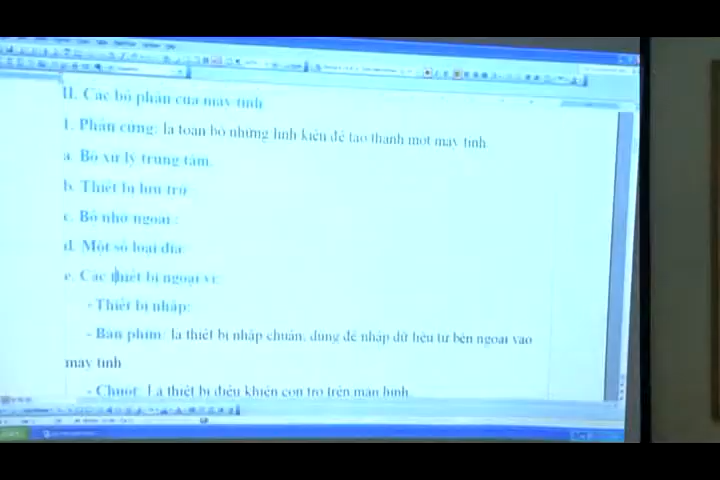 II. Các bộ phận của máy tính
1. Phần cứng: là toàn bộ những linh kiện để tạo thành một máy tính.
a. Bộ xử lý trung tâm.
b. Thiết bị lưu trữ:
c. Bộ nhớ ngoài :
d. Một số loại đĩa:
e. Các thiết bị ngoại vi:
- Thiết bị nhập:
- Bàn phím: là thiết bị nhập chuẩn, dùng để nhập dữ liệu từ bên ngoài vào
máy tính
- Chuột: Là thiết bị điều khiển con trỏ trên màn hình